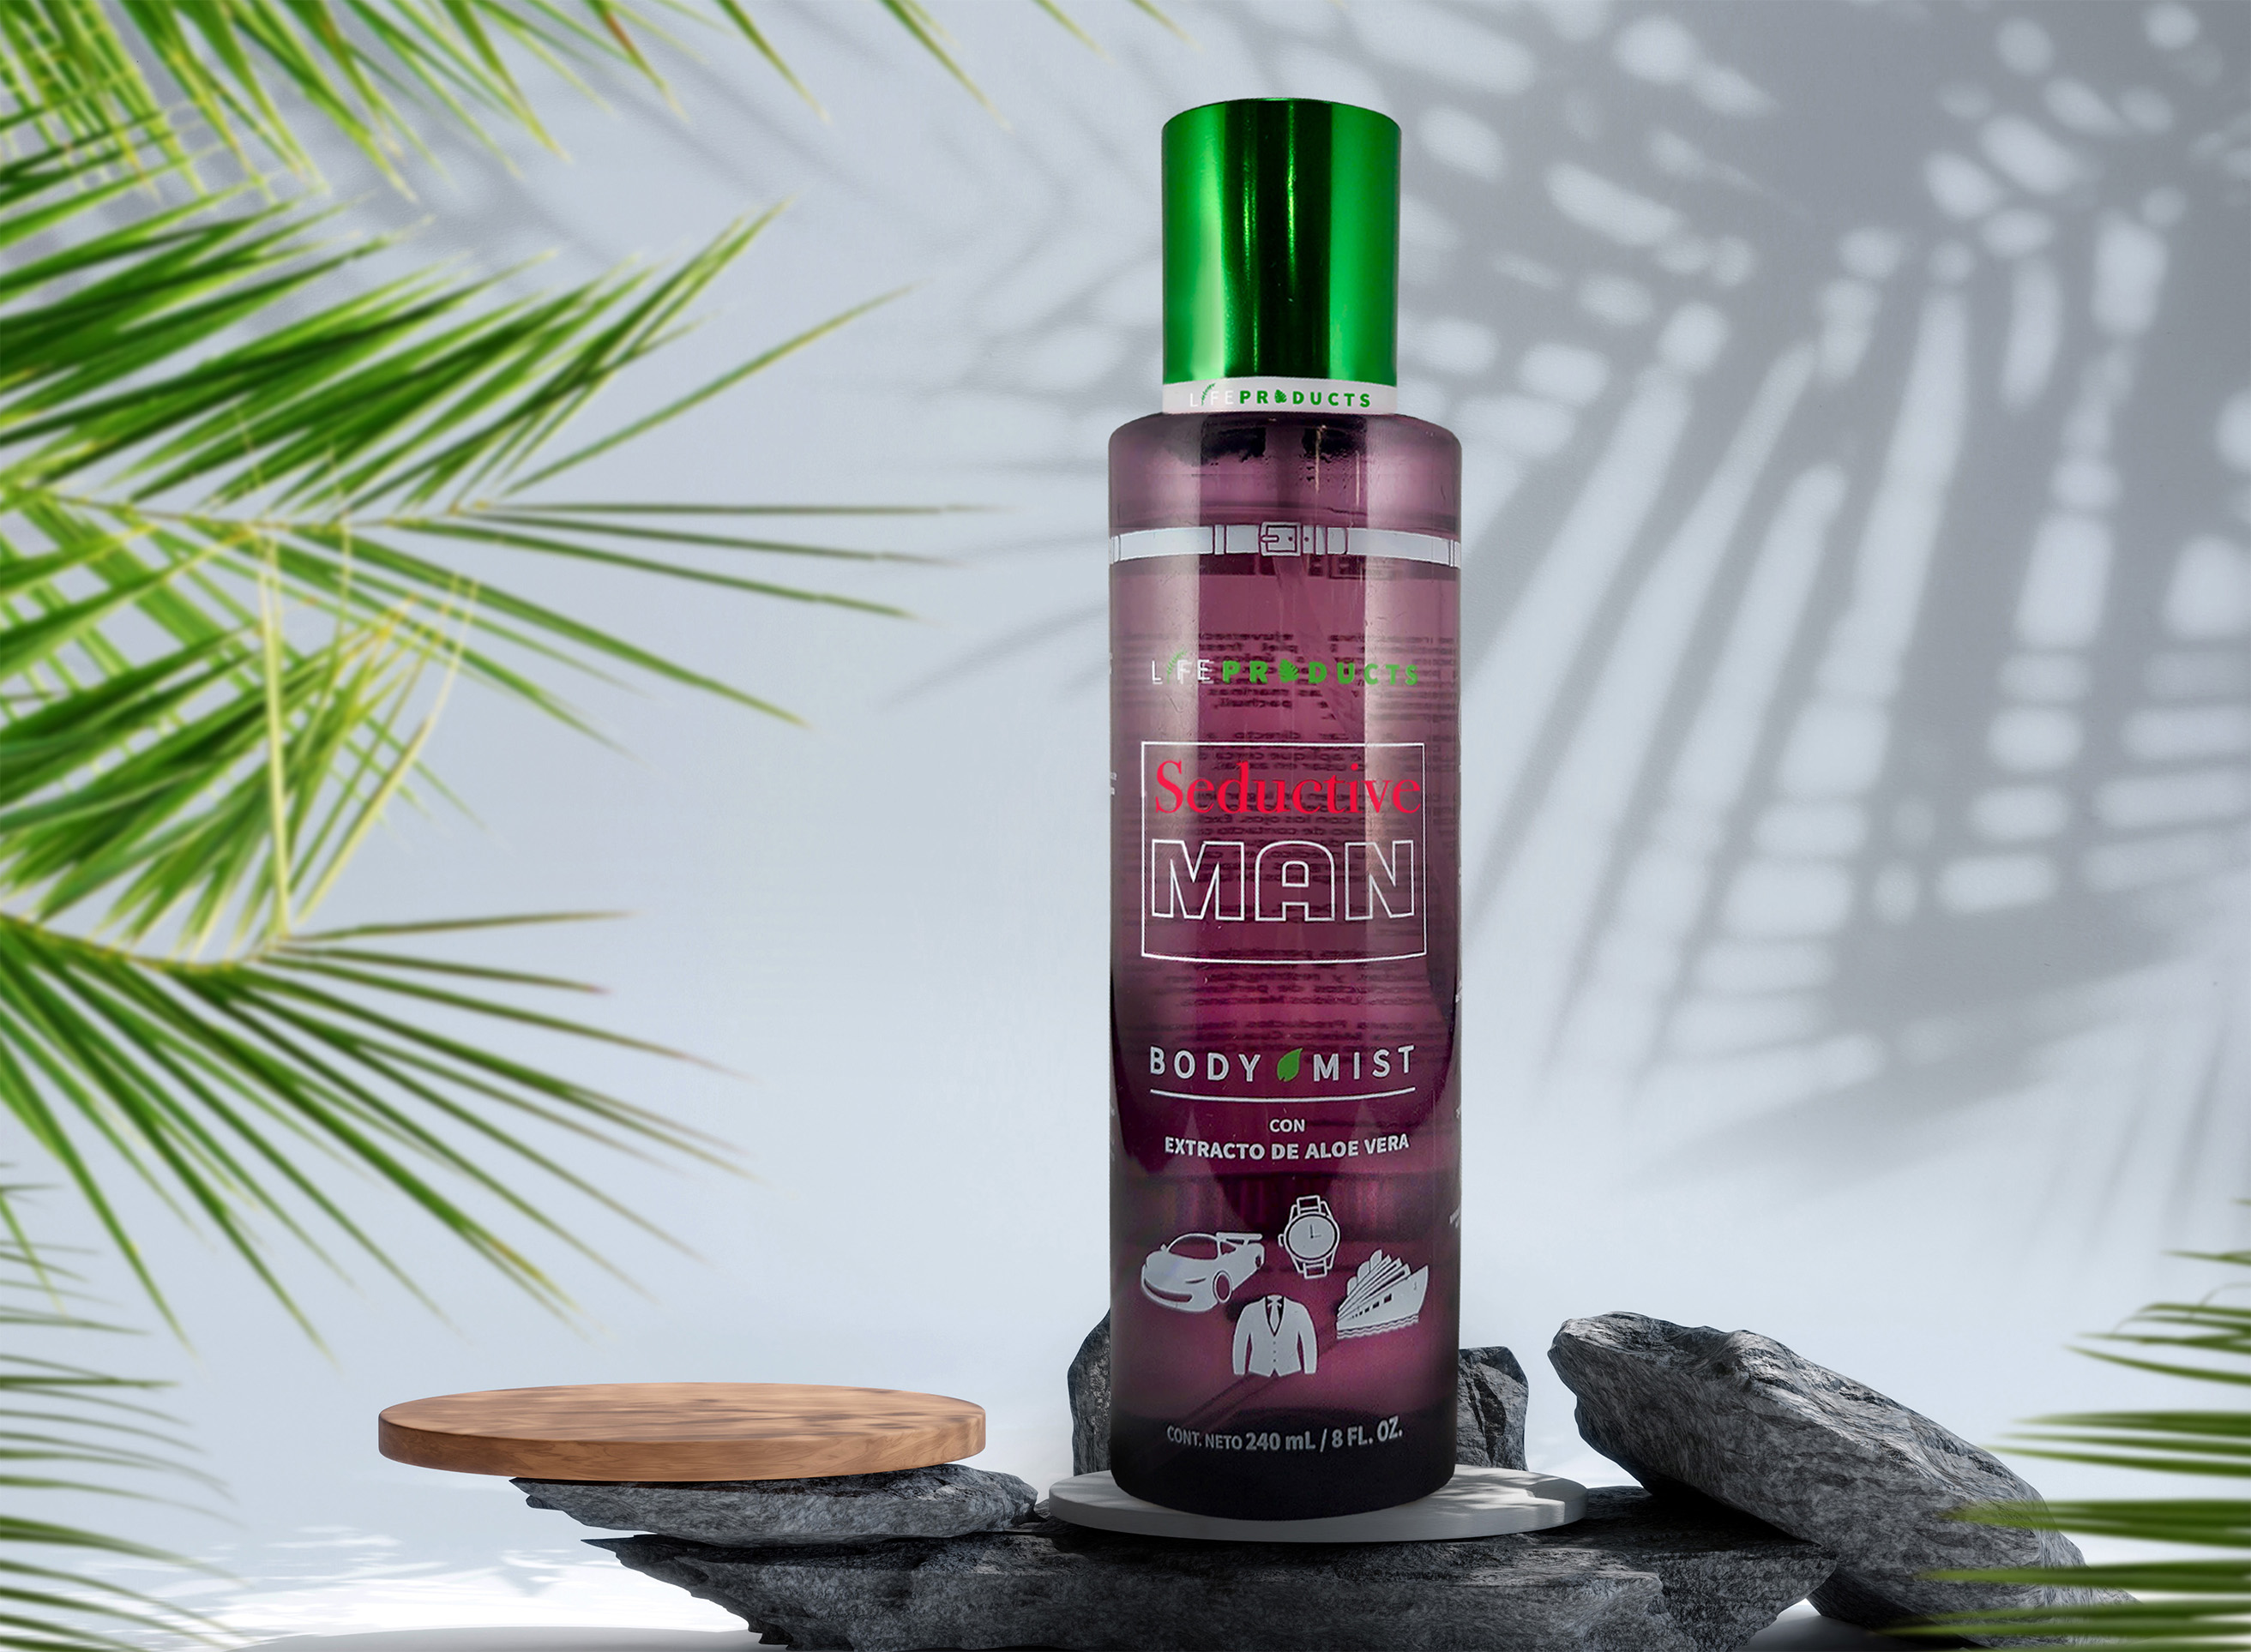 LIFEPRODUCTS
LIFEPRODUCTS
Seductive
MAN
BODY MIST
CON
EXTRACTO DE ALOE VERA
CONT. NETO 240 mL / 8 FL. OZ.